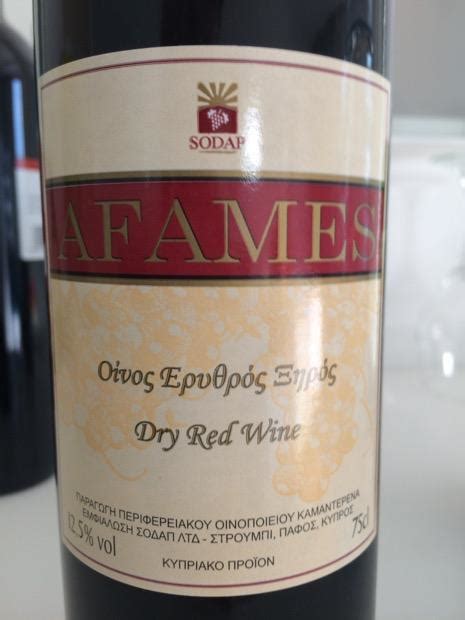 SODAP
AFAMES
Οίνος Ερυθρός Ξηρός
Dry Red Wine
ΠΑΡΑΓΩΓΗ ΠΕΡΙΦΕΡΕΙΑΚΟΥ ΟΙΝΟΠΟΙΕΙΟΥ ΚΑΜΑΝΤΕΡΕΝΑ
ΕΜΦΙΑΛΩΣΗ ΣΟΔΑΠ ΛΤΔ - ΣΤΡΟΥΜΠΙ, ΠΑΦΟΣ, ΚΥΠΡΟΣ
12.5% vol 75cl
ΚΥΠΡΙΑΚΟ ΠΡΟΪΟΝ